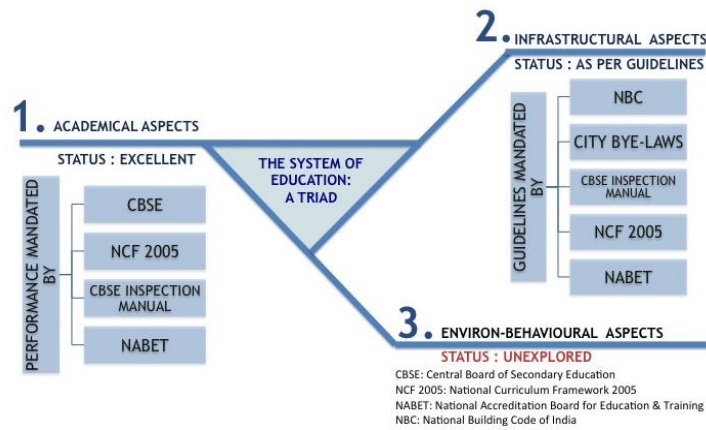 1. ACADEMICAL ASPECTS
STATUS : EXCELLENT
PERFORMANCE MANDATED
BY
CBSE
NCF 2005
CBSE INSPECTION
MANUAL
NABET
THE SYSTEM OF
EDUCATION:
A TRIAD
2. INFRASTRUCTURAL ASPECTS
STATUS : AS PER GUIDELINES
GUIDELINES MANDATED
BY
NBC
CITY BYE-LAWS
CBSE INSPECTION
MANUAL
NCF 2005
NABET
3. ENVIRON-BEHAVIOURAL ASPECTS
STATUS : UNEXPLORED
CBSE: Central Board of Secondary Education
NCF 2005: National Curriculum Framework 2005
NABET: National Accreditation Board for Education & Training
NBC: National Building Code of India